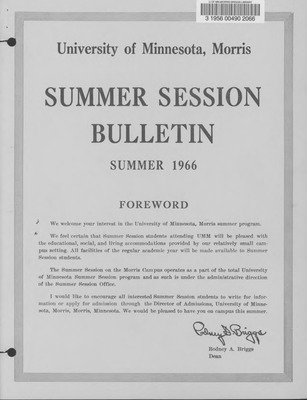 3 1956 00490 2066
University of Minnesota, Morris
SUMMER SESSION
BULLETIN
SUMMER 1966
FOREWORD
We welcome your interest in the University of Minnesota, Morris summer program.
We feel certain that Summer Session students attending UMM will be pleased with
the educational, social, and living accommodations provided by our relatively small cam-
pus setting. All facilities of the regular academic year will be made available to Summer
Session students.
The Summer Session on the Morris Campus operates as a part of the total University
of Minnesota Summer Session program and as such is under the administrative direction
of the Summer Session Office.
I would like to encourage all interested Summer Session students to write for infor-
mation or apply for admission through the Director of Admissions, University of Minne-
sota, Morris, Morris, Minnesota. We would be pleased to have you on campus this summer.
Rodney A. Briggs
Rodney A. Briggs
Dean